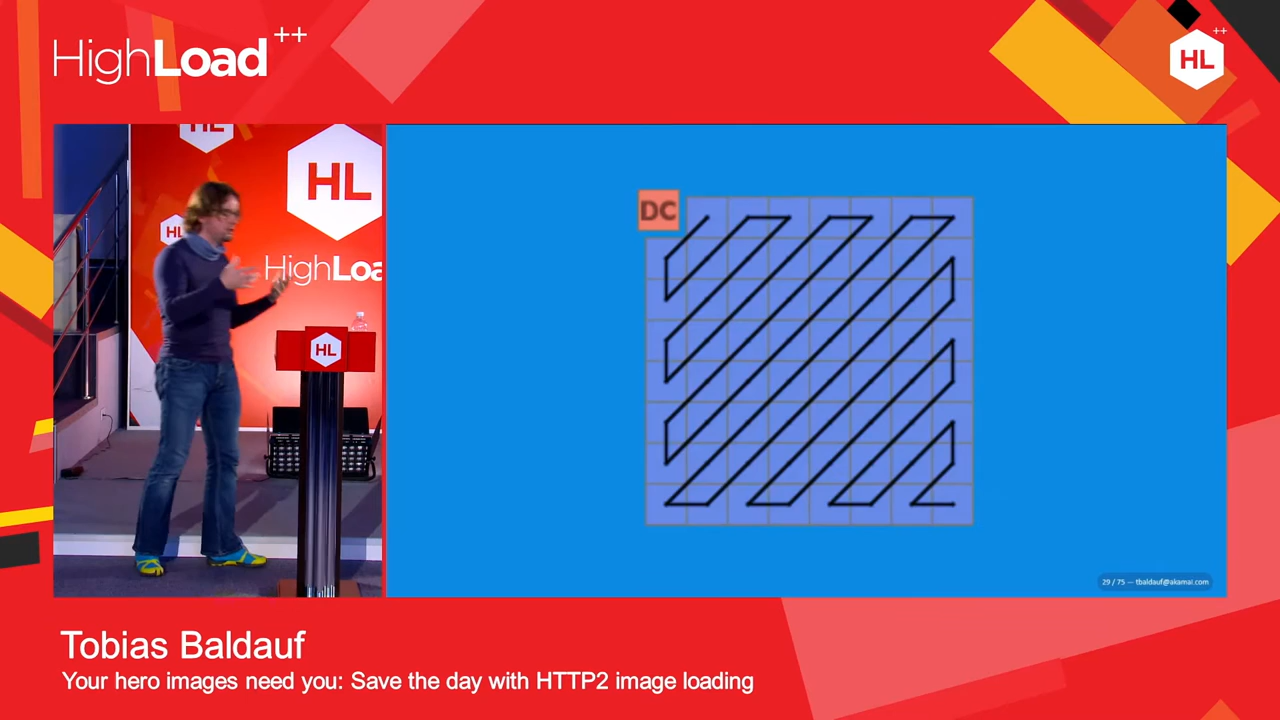 HighLoad++
HL++
HL
HL
HL
HighLoa
HL
DC
29 / 75 — tbaldauf@akamai.com
Tobias Baldauf
Your hero images need you: Save the day with HTTP2 image loading